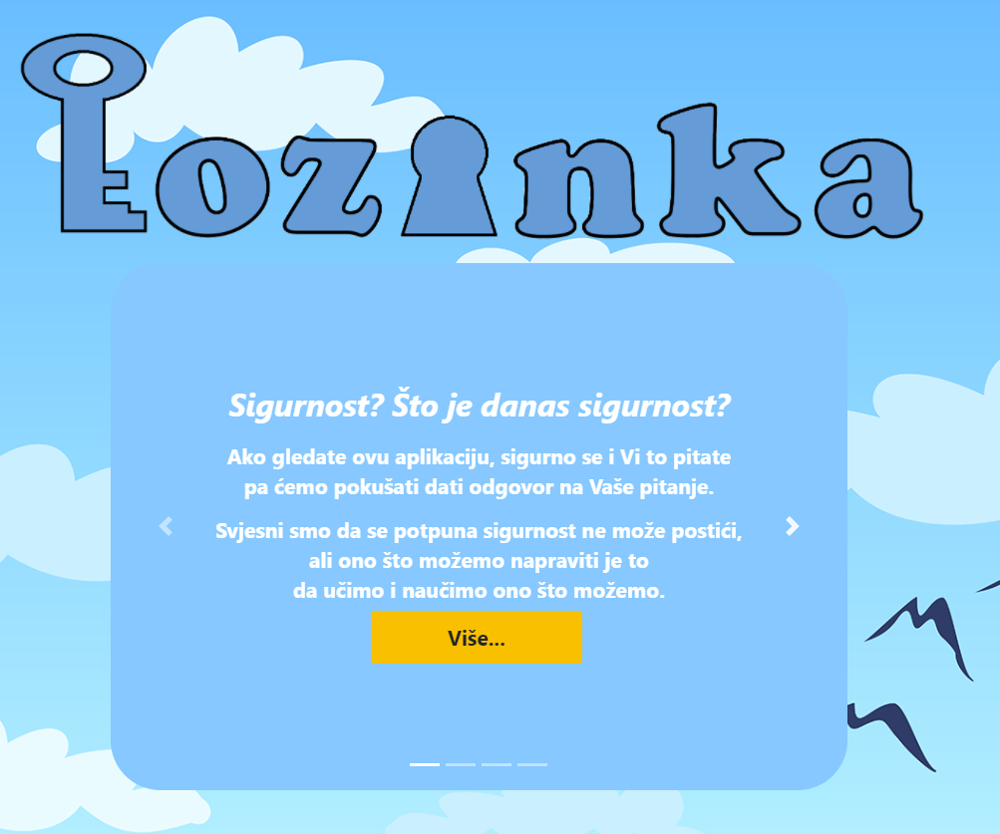 Lozinka
Sigurnost? Što je danas sigurnost?
Ako gledate ovu aplikaciju, sigurno se i Vi to pitate
pa ćemo pokušati dati odgovor na Vaše pitanje.
Svjesni smo da se potpuna sigurnost ne može postići,
ali ono što možemo napraviti je to
da učimo i naučimo ono što možemo.
Više...